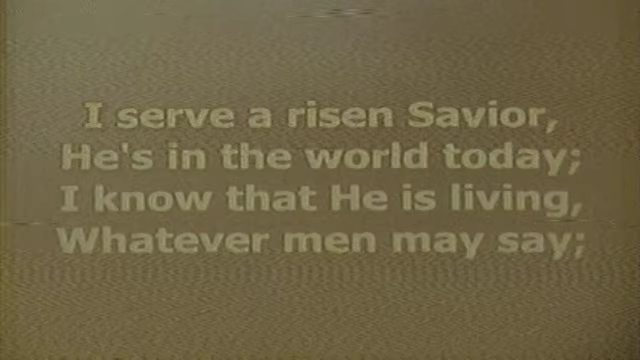 I serve a risen Savior,
He's in the world today;
I know that He is living,
Whatever men may say;